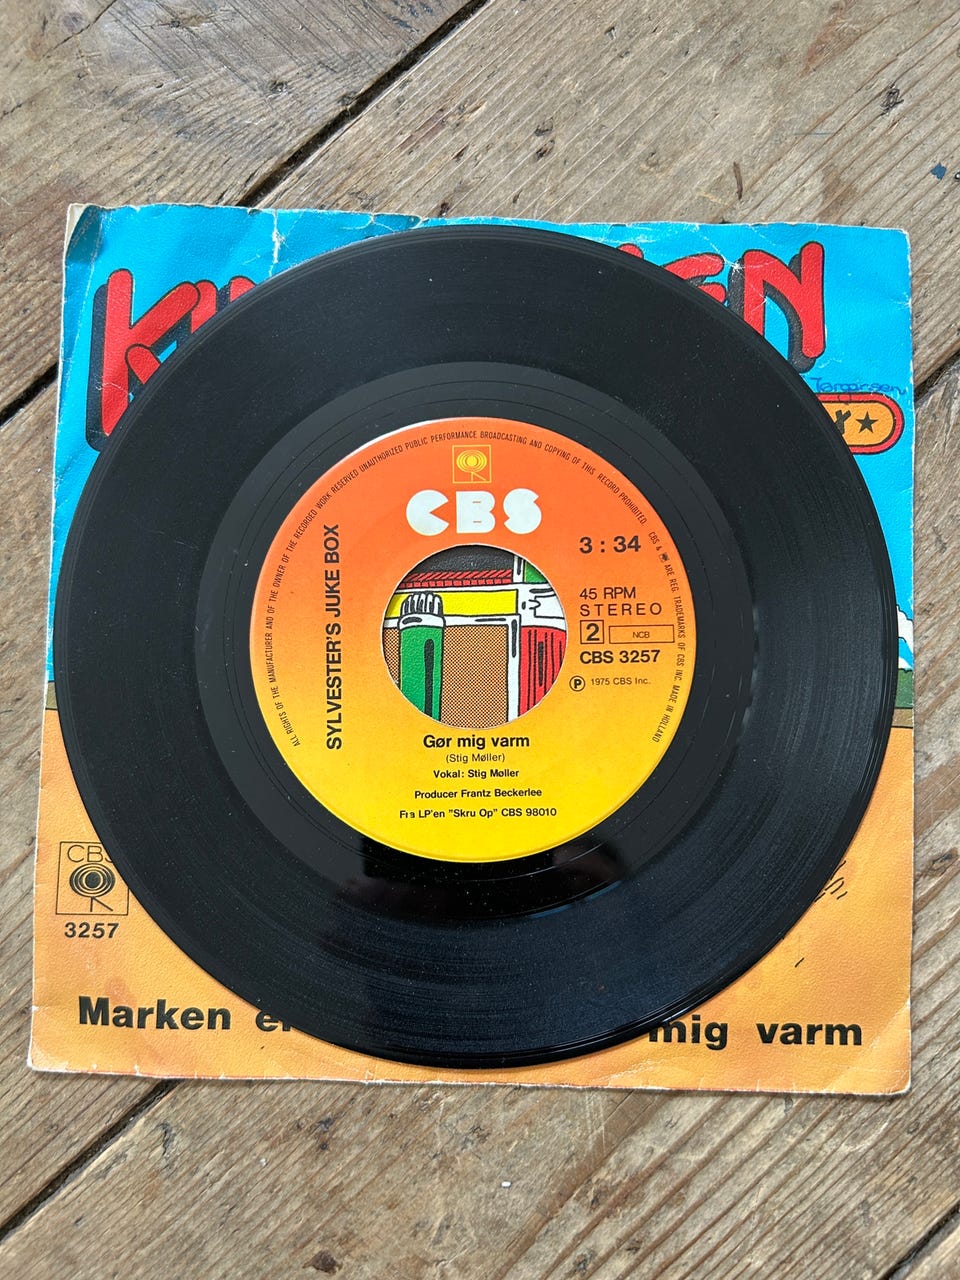 Jørgensen
ALL RIGHTS OF THE MANUFACTURER AND OF THE OWNER OF THE RECORDED WORK RESERVED UNAUTHORIZED PUBLIC PERFORMANCE BROADCASTING AND COPYING OF THIS RECORD PROHIBITED. CBS & ARE REG. TRADEMARKS OF CBS INC. MADE IN HOLLAND
CBS
SYLVESTER'S JUKE BOX
3:34
45 RPM
STEREO
2 NCB
CBS 3257
Ⓟ 1975 CBS Inc.
Gør mig varm
(Stig Møller)
Vokal: Stig Møller
Producer Frantz Beckerlee
Fra LP'en "Skru Op" CBS 98010
CBS
3257
Marken mig varm